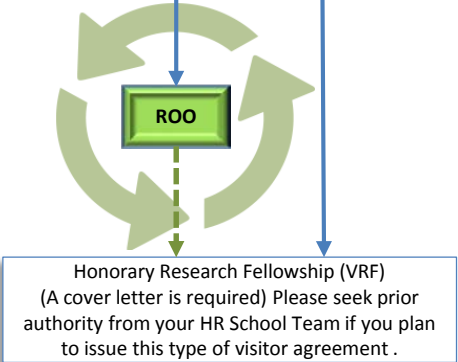 ROO
Honorary Research Fellowship (VRF)
(A cover letter is required) Please seek prior
authority from your HR School Team if you plan
to issue this type of visitor agreement .